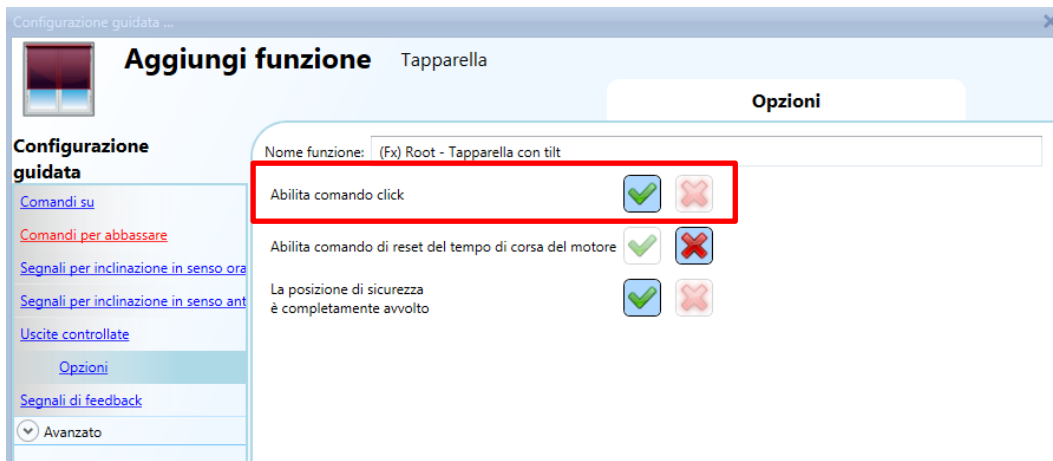 Configurazione guidata ...
Aggiungi funzione Tapparella
Opzioni
Configurazione
guidata
Comandi su
Comandi per abbassare
Segnali per inclinazione in senso ora
Segnali per inclinazione in senso ant
Uscite controllate
Opzioni
Segnali di feedback
Avanzato
Nome funzione: (Fx) Root - Tapparella con tilt
Abilita comando click
Abilita comando di reset del tempo di corsa del motore
La posizione di sicurezza
è completamente avvolto